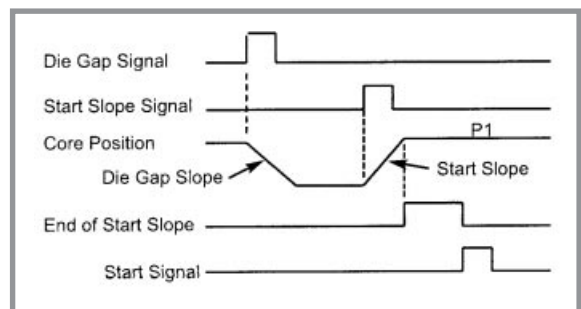 Die Gap Signal
Start Slope Signal
Core Position
P1
Die Gap Slope
Start Slope
End of Start Slope
Start Signal